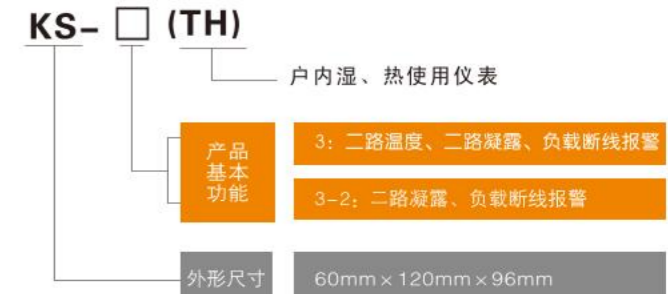 KS-□ (TH)
户内湿、热使用仪表
产品
基本
功能
3：二路温度、二路凝露、负载断线报警
3-2：二路凝露、负载断线报警
外形尺寸
60mm×120mm×96mm